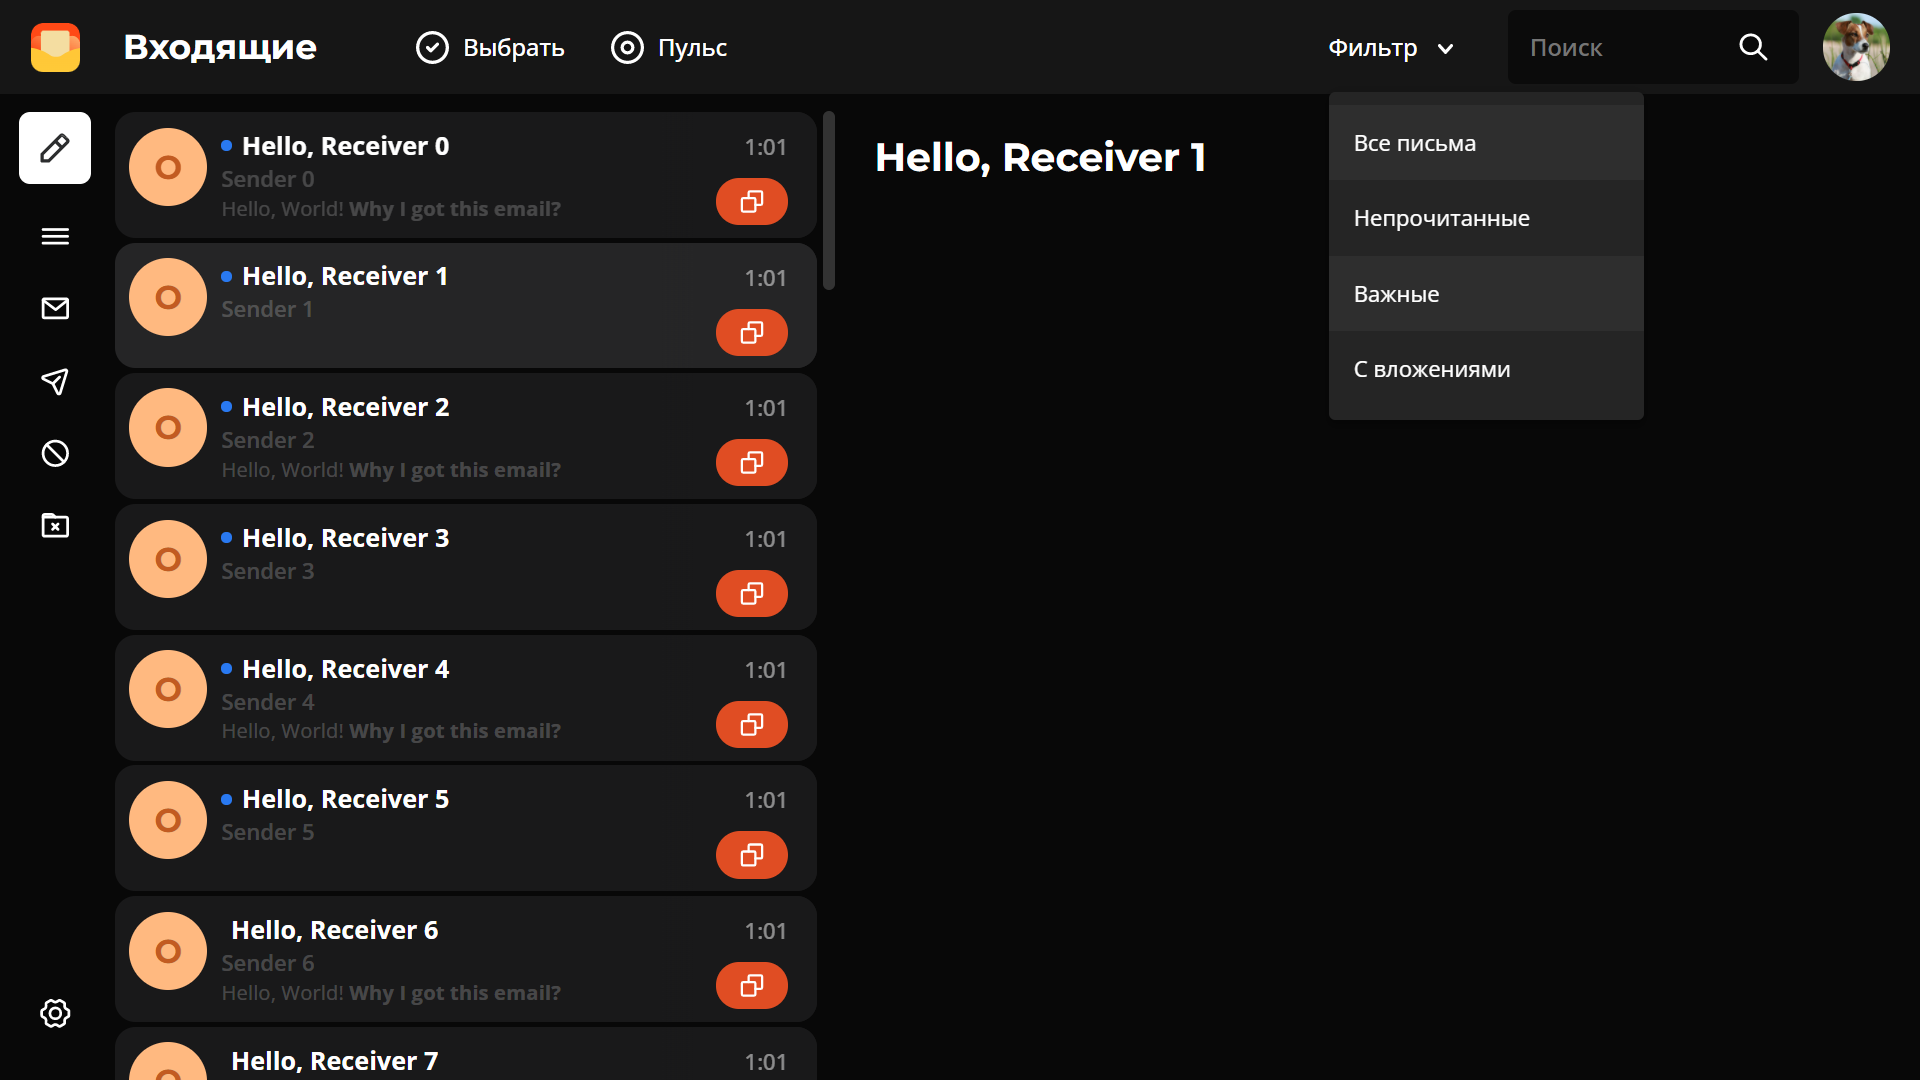 Входящие
Выбрать
Пульс
Фильтр
Поиск
Все письма
Непрочитанные
Важные
С вложениями
O
Hello, Receiver 0
1:01
Sender 0
Hello, World! Why I got this email?
O
Hello, Receiver 1
1:01
Sender 1
O
Hello, Receiver 2
1:01
Sender 2
Hello, World! Why I got this email?
O
Hello, Receiver 3
1:01
Sender 3
O
Hello, Receiver 4
1:01
Sender 4
Hello, World! Why I got this email?
O
Hello, Receiver 5
1:01
Sender 5
O
Hello, Receiver 6
1:01
Sender 6
Hello, World! Why I got this email?
O
Hello, Receiver 7
1:01
Hello, Receiver 1